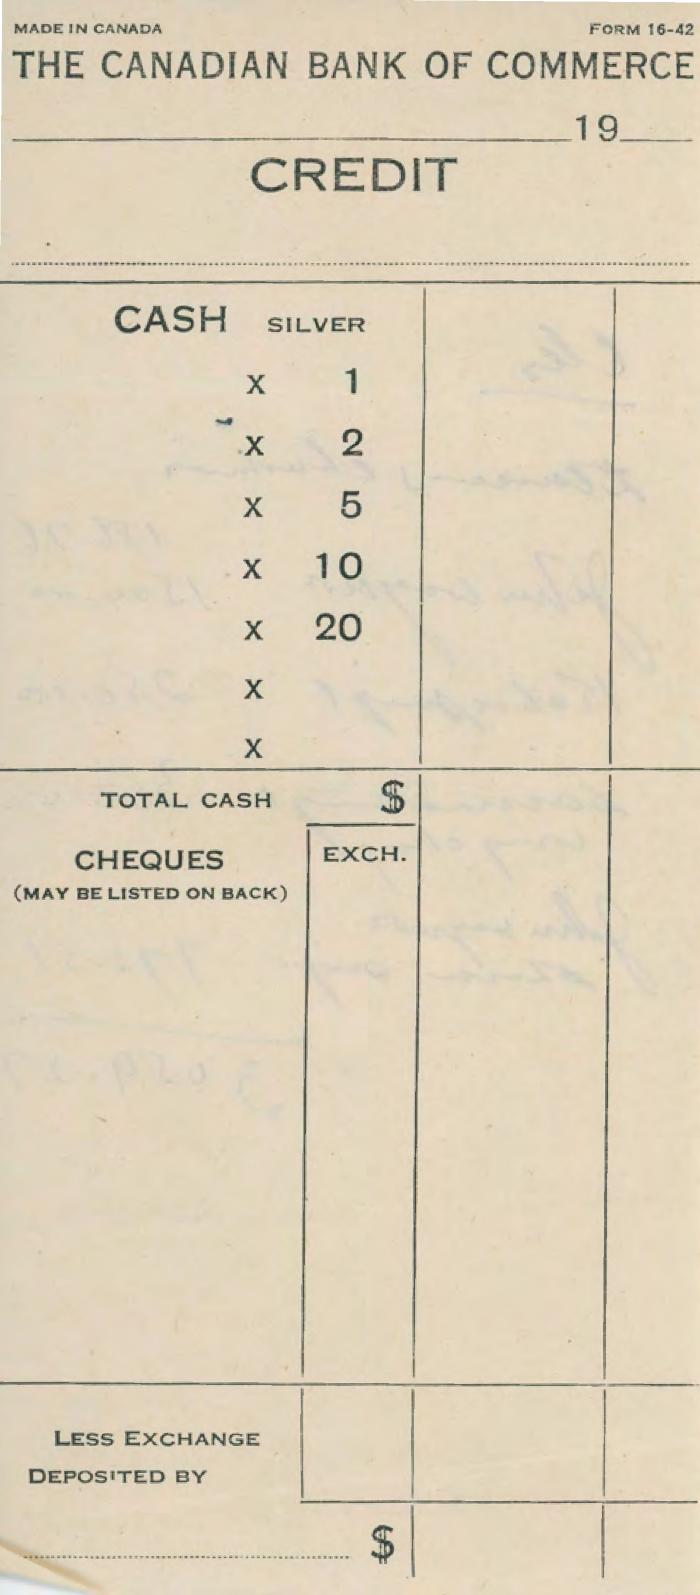 MADE IN CANADA FORM 16-42
THE CANADIAN BANK OF COMMERCE
19
CREDIT
CASH SILVER
X 1
X 2
X 5
X 10
X 20
X
X
TOTAL CASH $
CHEQUES EXCH.
(MAY BE LISTED ON BACK)
LESS EXCHANGE
DEPOSITED BY
$